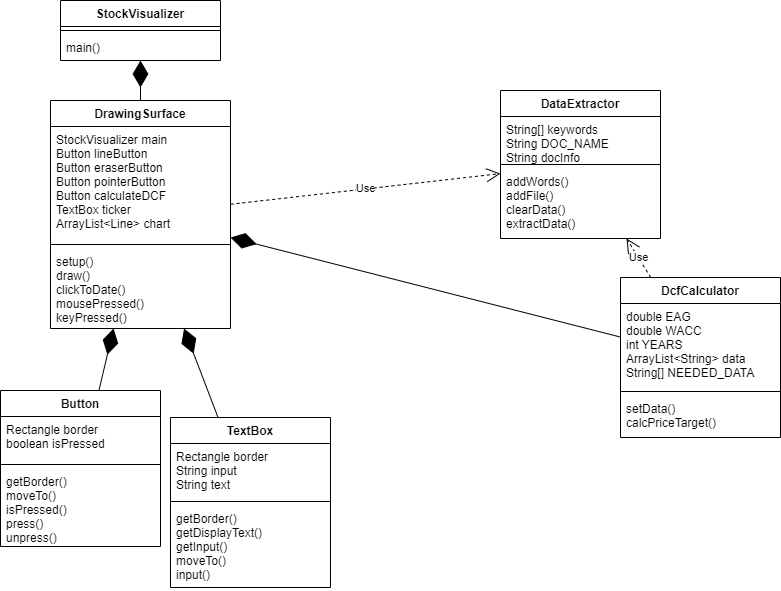 StockVisualizer
main()
DrawingSurface
StockVisualizer main
Button lineButton
Button eraserButton
Button pointerButton
Button calculateDCF
TextBox ticker
ArrayList<Line> chart
setup()
draw()
clickToDate()
mousePressed()
keyPressed()
Use
DataExtractor
String[] keywords
String DOC_NAME
String docInfo
addWords()
addFile()
clearData()
extractData()
Use
DcfCalculator
double EAG
double WACC
int YEARS
ArrayList<String> data
String[] NEEDED_DATA
setData()
calcPriceTarget()
Button
Rectangle border
boolean isPressed
getBorder()
moveTo()
isPressed()
press()
unpress()
TextBox
Rectangle border
String input
String text
getBorder()
getDisplayText()
getInput()
moveTo()
input()